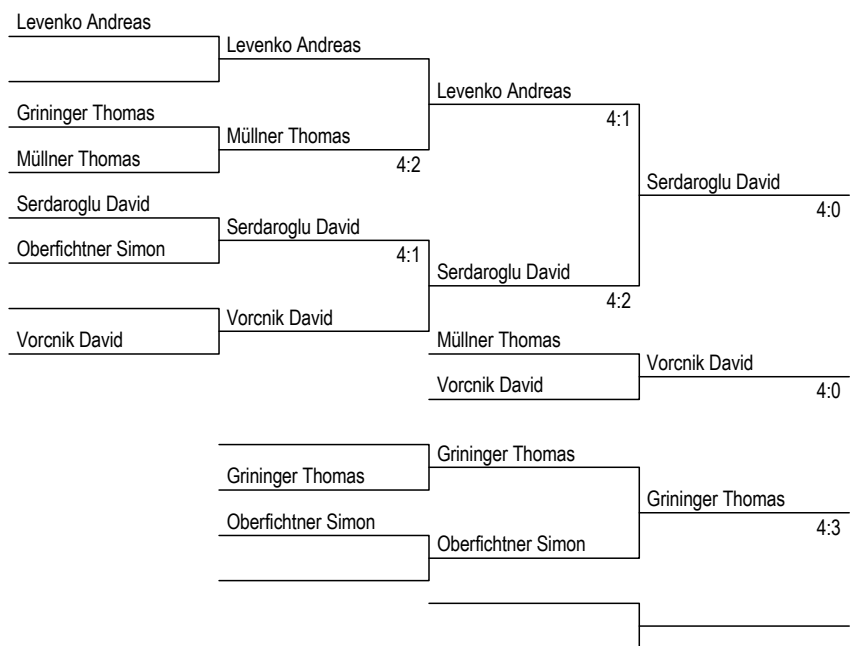 Levenko Andreas
Levenko Andreas
Levenko Andreas
4:1
Grininger Thomas
Müllner Thomas
4:2
Müllner Thomas
Serdaroglu David
4:0
Serdaroglu David
Serdaroglu David
4:1
Oberfichtner Simon
Serdaroglu David
4:2
Vorcnik David
Vorcnik David
Müllner Thomas
Vorcnik David
4:0
Vorcnik David
Grininger Thomas
Grininger Thomas
Grininger Thomas
4:3
Oberfichtner Simon
Oberfichtner Simon